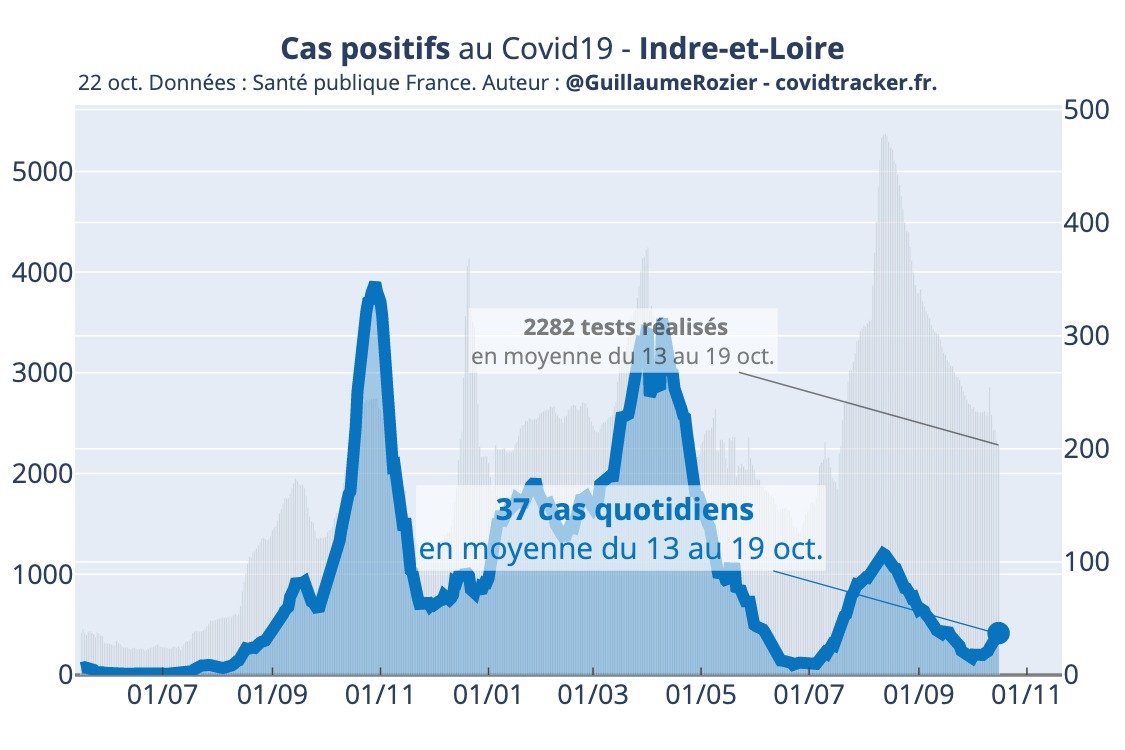 Cas positifs au Covid19 - Indre-et-Loire
22 oct. Données : Santé publique France. Auteur : @GuillaumeRozier - covidtracker.fr.
500
5000
400
4000
2282 tests réalisés
300
en moyenne du 13 au 19 oct.
3000
200
2000
37 cas quotidiens
en moyenne du 13 au 19 oct.
100
1000
0
0
01/07 01/09 01/11 01/01 01/03 01/05 01/07 01/09 01/11